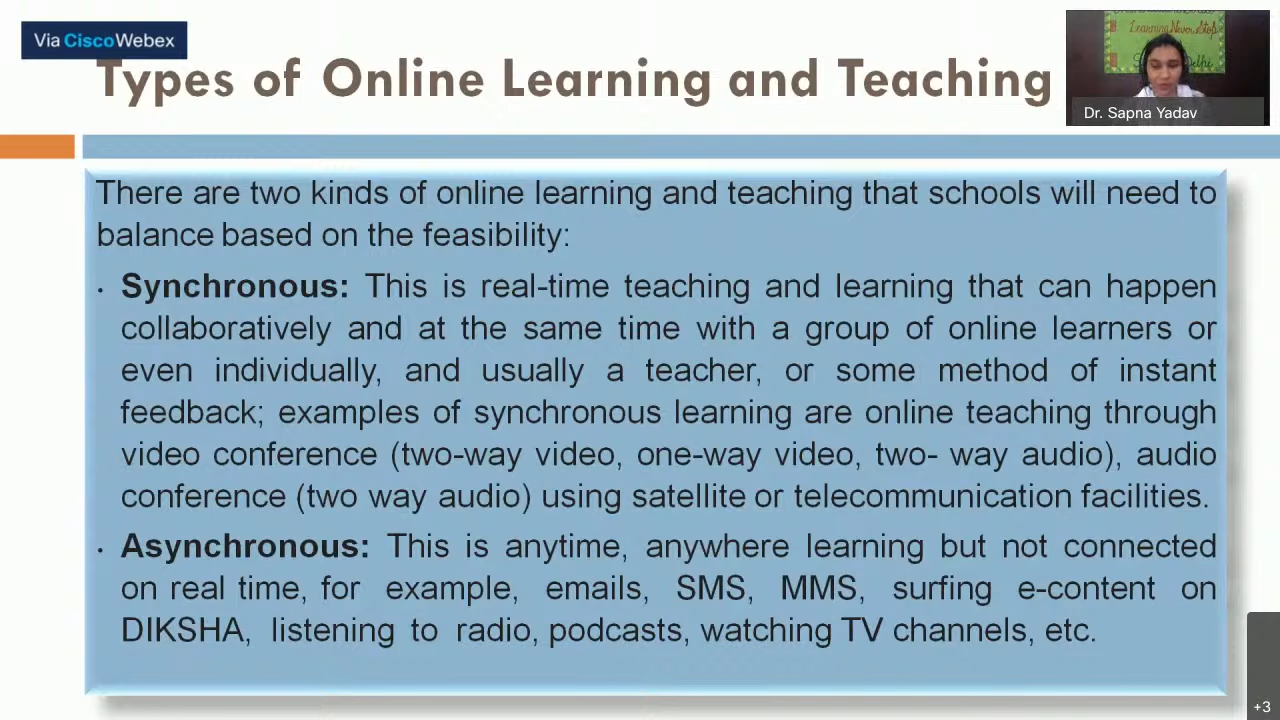 Via CiscoWebex
Types of Online Learning and Teaching
Learning Never Stop
Delhi
Dr. Sapna Yadav
There are two kinds of online learning and teaching that schools will need to
balance based on the feasibility:
• Synchronous: This is real-time teaching and learning that can happen
collaboratively and at the same time with a group of online learners or
even individually, and usually a teacher, or some method of instant
feedback; examples of synchronous learning are online teaching through
video conference (two-way video, one-way video, two- way audio), audio
conference (two way audio) using satellite or telecommunication facilities.
• Asynchronous: This is anytime, anywhere learning but not connected
on real time, for example, emails, SMS, MMS, surfing e-content on
DIKSHA, listening to radio, podcasts, watching TV channels, etc.
+3